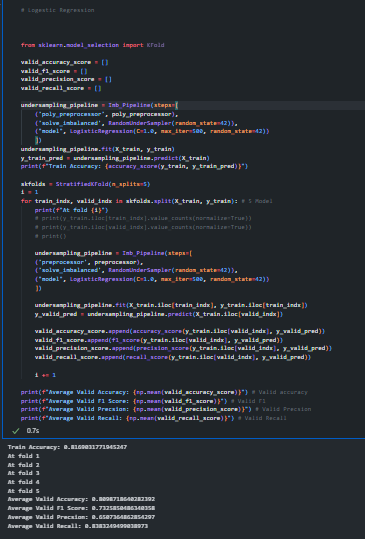 # Logestic Regression
from sklearn.model_selection import KFold
valid_accuracy_score = []
valid_f1_score = []
valid_precision_score = []
valid_recall_score = []
undersampling_pipeline = Imb_Pipeline(steps=[
('poly_preprocessor', poly_preprocessor),
('solve_imbalanced', RandomUnderSampler(random_state=42)),
("model", LogisticRegression(C=1.0, max_iter=500, random_state=42))
])
undersampling_pipeline.fit(X_train, y_train)
y_train_pred = undersampling_pipeline.predict(X_train)
print(f"Train Accuracy: {accuracy_score(y_train, y_train_pred)}")
skfolds = StratifiedKFold(n_splits=5)
i = 1
for train_indx, valid_indx in skfolds.split(X_train, y_train): # 5 Model
print(f"At fold {i}")
# print(y_train.iloc[train_indx].value_counts(normalize=True))
# print(y_train.iloc[valid_indx].value_counts(normalize=True))
# print()
undersampling_pipeline = Imb_Pipeline(steps=[
('preprocessor', preprocessor),
('solve_imbalanced', RandomUnderSampler(random_state=42)),
("model", LogisticRegression(C=1.0, max_iter=500, random_state=42))
])
undersampling_pipeline.fit(X_train.iloc[train_indx], y_train.iloc[train_indx])
y_valid_pred = undersampling_pipeline.predict(X_train.iloc[valid_indx])
valid_accuracy_score.append(accuracy_score(y_train.iloc[valid_indx], y_valid_pred))
valid_f1_score.append(f1_score(y_train.iloc[valid_indx], y_valid_pred))
valid_precision_score.append(precision_score(y_train.iloc[valid_indx], y_valid_pred))
valid_recall_score.append(recall_score(y_train.iloc[valid_indx], y_valid_pred))
i += 1
print(f"Average Valid Accuracy: {np.mean(valid_accuracy_score)}") # Valid accuracy
print(f"Average Valid F1 Score: {np.mean(valid_f1_score)}") # Valid F1
print(f"Average Valid Precsion: {np.mean(valid_precision_score)}") # Valid Precsion
print(f"Average Valid Recall: {np.mean(valid_recall_score)}") # Valid Recall
✓ 0.7s
Train Accuracy: 0.8169031771945247
At fold 1
At fold 2
At fold 3
At fold 4
At fold 5
Average Valid Accuracy: 0.8098718640282392
Average Valid F1 Score: 0.7325850486340358
Average Valid Precsion: 0.6507364862854297
Average Valid Recall: 0.8383249499038973